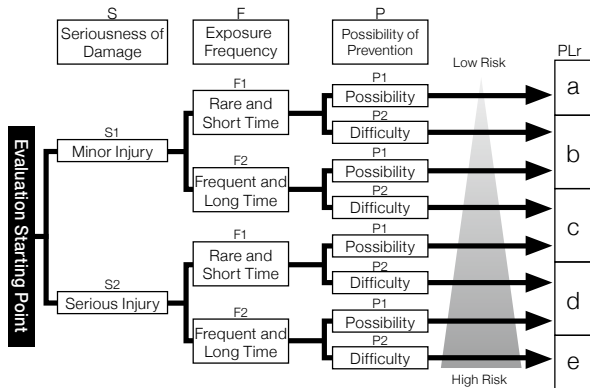 S
Seriousness of
Damage
F
Exposure
Frequency
P
Possibility of
Prevention
PLr
Low Risk
Evaluation Starting Point
S1
Minor Injury
F1
Rare and
Short Time
P1
Possibility
P2
Difficulty
F2
Frequent and
Long Time
P1
Possibility
P2
Difficulty
S2
Serious Injury
F1
Rare and
Short Time
P1
Possibility
P2
Difficulty
F2
Frequent and
Long Time
P1
Possibility
P2
Difficulty
a
b
c
d
e
High Risk